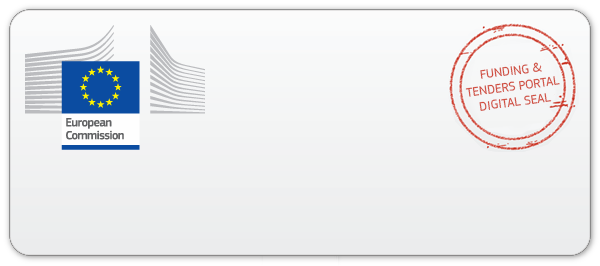 European
Commission
FUNDING &
TENDERS PORTAL
DIGITAL SEAL